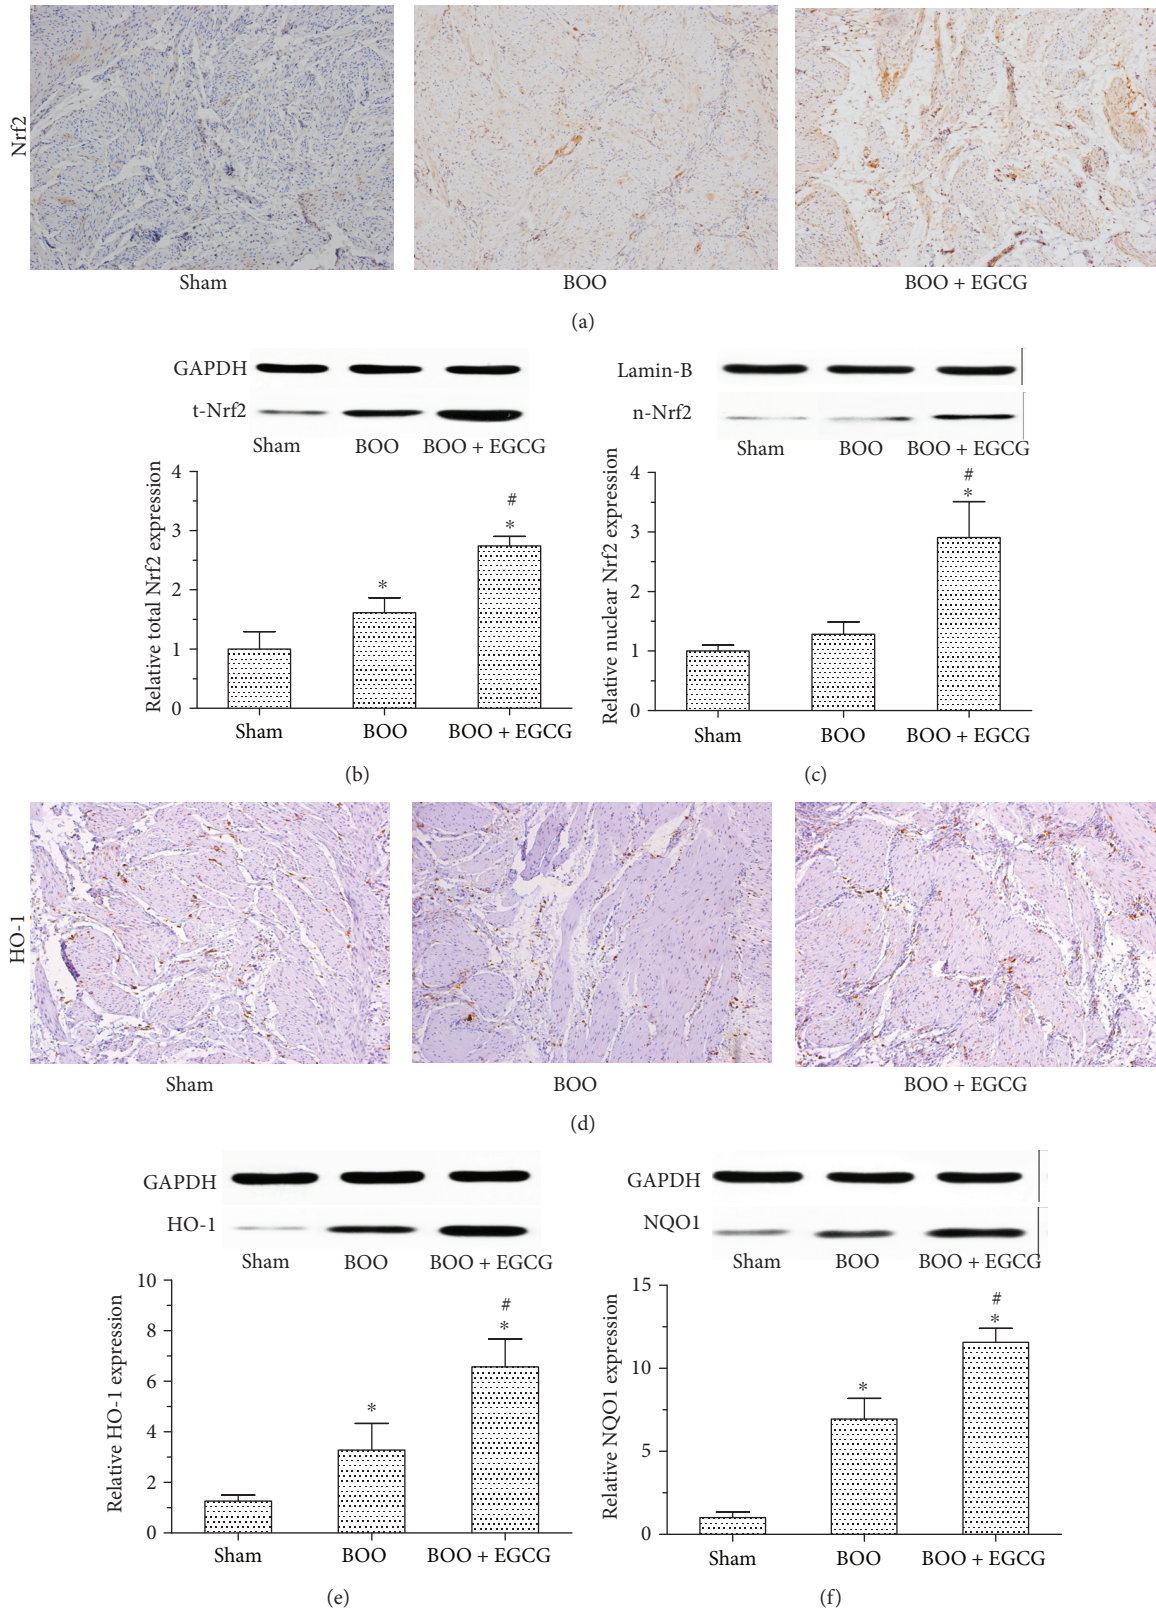 Nrf2
Sham BOO BOO + EGCG
(a)
GAPDH
t-Nrf2
Sham BOO BOO + EGCG
Relative total Nrf2 expression
4
3
2
1
0
* * #
Sham BOO BOO + EGCG
(b)
Lamin-B
n-Nrf2
Sham BOO BOO + EGCG
Relative nuclear Nrf2 expression
4
3
2
1
0
# *
Sham BOO BOO + EGCG
(c)
HO-1
Sham BOO BOO + EGCG
(d)
GAPDH
HO-1
Sham BOO BOO + EGCG
Relative HO-1 expression
10
8
6
4
2
0
* # *
Sham BOO BOO + EGCG
(e)
GAPDH
NQO1
Sham BOO BOO + EGCG
Relative NQO1 expression
15
10
5
0
* # *
Sham BOO BOO + EGCG
(f)